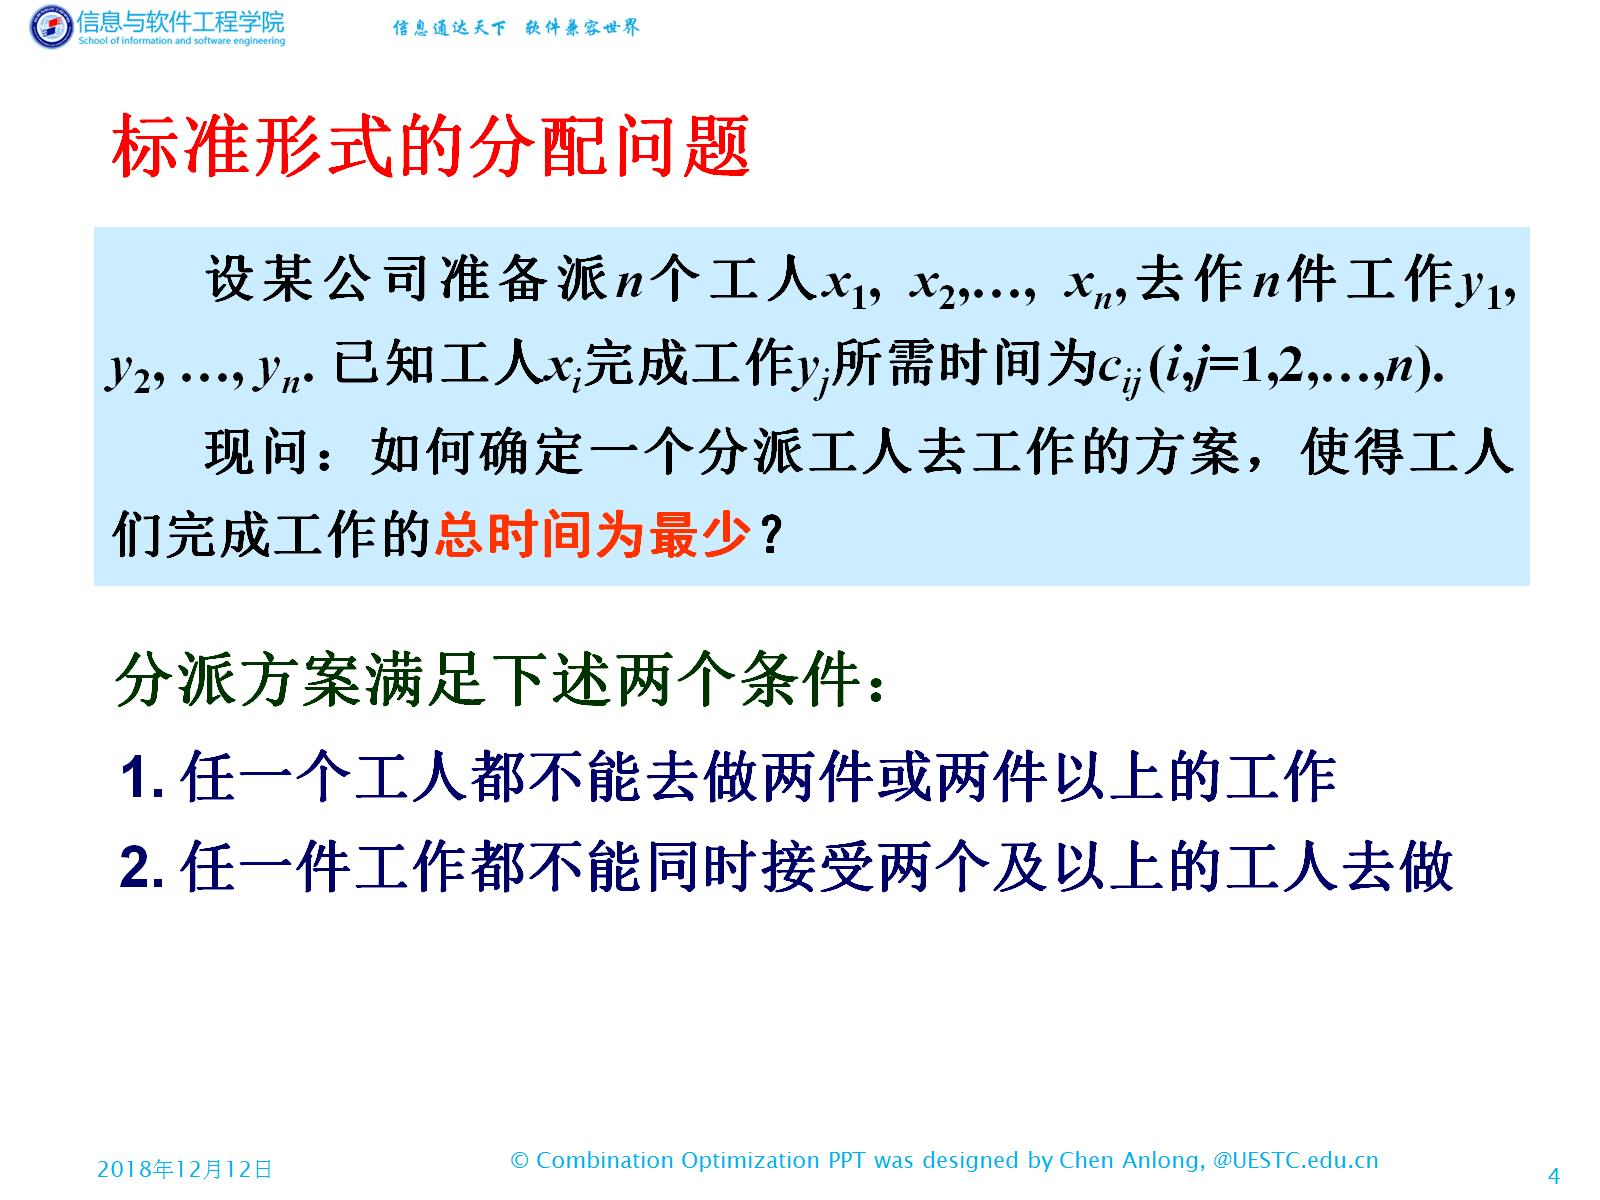 信息与软件工程学院
School of information and software engineering
信息通达天下 软件兼容世界
标准形式的分配问题
设某公司准备派n个工人x1, x2,…, xn,去作n件工作y1,
y2, …, yn. 已知工人xi完成工作yj所需时间为cij (i,j=1,2,…,n).
现问：如何确定一个分派工人去工作的方案，使得工人
们完成工作的总时间为最少？
分派方案满足下述两个条件：
1. 任一个工人都不能去做两件或两件以上的工作
2. 任一件工作都不能同时接受两个及以上的工人去做
2018年12月12日
© Combination Optimization PPT was designed by Chen Anlong, @UESTC.edu.cn
4